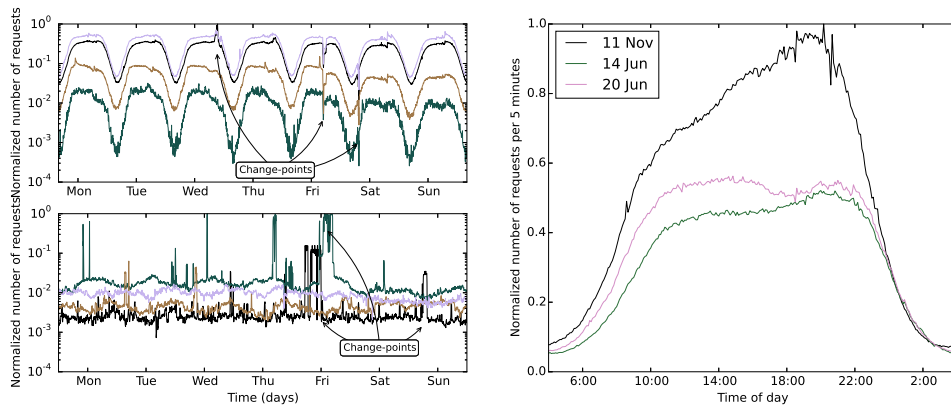 Normalized number of requests
10^0
10^-1
10^-2
10^-3
10^-4
Change-points
Mon Tue Wed Thu Fri Sat Sun
Normalized number of requests
10^0
10^-1
10^-2
10^-3
10^-4
Change-points
Mon Tue Wed Thu Fri Sat Sun
Time (days)
Normalized number of requests per 5 minutes
1.0
0.8
0.6
0.4
0.2
0.0
11 Nov
14 Jun
20 Jun
6:00 10:00 14:00 18:00 22:00 2:00
Time of day